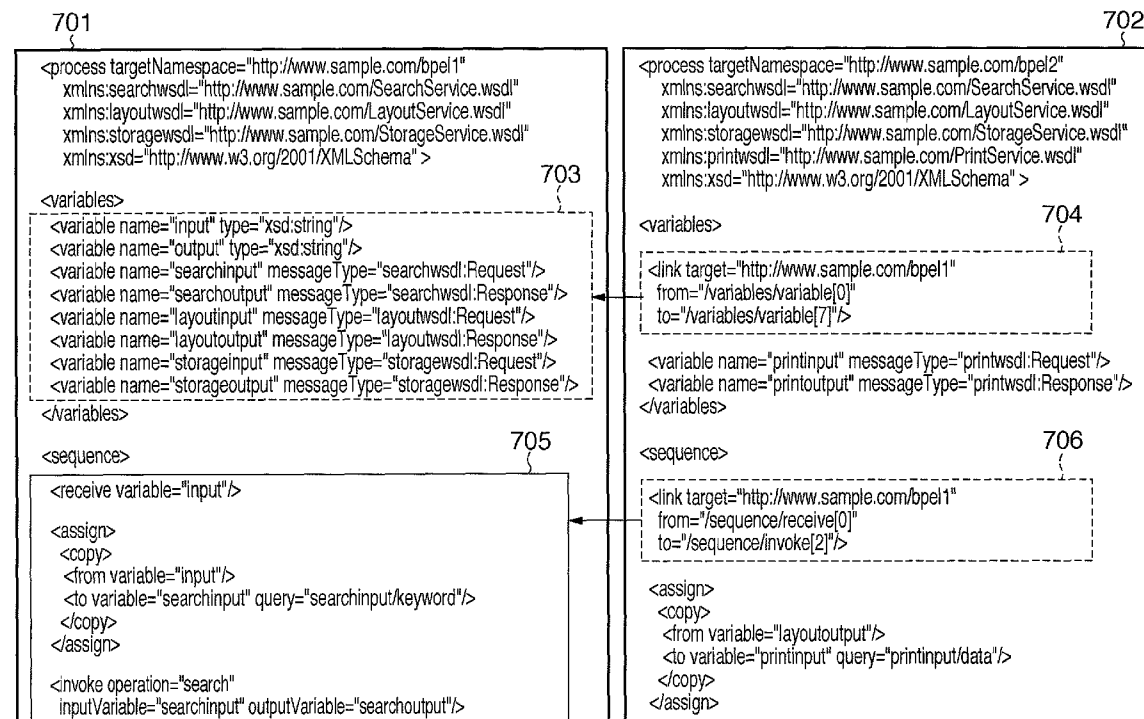 701
<process targetNamespace="http://www.sample.com/bpel1"
xmlns:searchwsdl="http://www.sample.com/SearchService.wsdl"
xmlns:layoutwsdl="http://www.sample.com/LayoutService.wsdl"
xmlns:storagewsdl="http://www.sample.com/StorageService.wsdl"
xmlns:xsd="http://www.w3.org/2001/XMLSchema" >
703
<variables>
<variable name="input" type="xsd:string"/>
<variable name="output" type="xsd:string"/>
<variable name="searchinput" messageType="searchwsdl:Request"/>
<variable name="searchoutput" messageType="searchwsdl:Response"/>
<variable name="layoutinput" messageType="layoutwsdl:Request"/>
<variable name="layoutoutput" messageType="layoutwsdl:Response"/>
<variable name="storageinput" messageType="storagewsdl:Request"/>
<variable name="storageoutput" messageType="storagewsdl:Response"/>
</variables>
705
<sequence>
<receive variable="input"/>
<assign>
<copy>
<from variable="input"/>
<to variable="searchinput" query="searchinput/keyword"/>
</copy>
</assign>
<invoke operation="search"
inputVariable="searchinput" outputVariable="searchoutput"/>
702
<process targetNamespace="http://www.sample.com/bpel2"
xmlns:searchwsdl="http://www.sample.com/SearchService.wsdl"
xmlns:layoutwsdl="http://www.sample.com/LayoutService.wsdl"
xmlns:storagewsdl="http://www.sample.com/StorageService.wsdl"
xmlns:printwsdl="http://www.sample.com/PrintService.wsdl"
xmlns:xsd="http://www.w3.org/2001/XMLSchema" >
704
<variables>
<link target="http://www.sample.com/bpel1"
from="/variables/variable[0]"
to="/variables/variable[7]"/>
<variable name="printinput" messageType="printwsdl:Request"/>
<variable name="printoutput" messageType="printwsdl:Response"/>
</variables>
706
<sequence>
<link target="http://www.sample.com/bpel1"
from="/sequence/receive[0]"
to="/sequence/invoke[2]"/>
<assign>
<copy>
<from variable="layoutoutput"/>
<to variable="printinput" query="printinput/data"/>
</copy>
</assign>